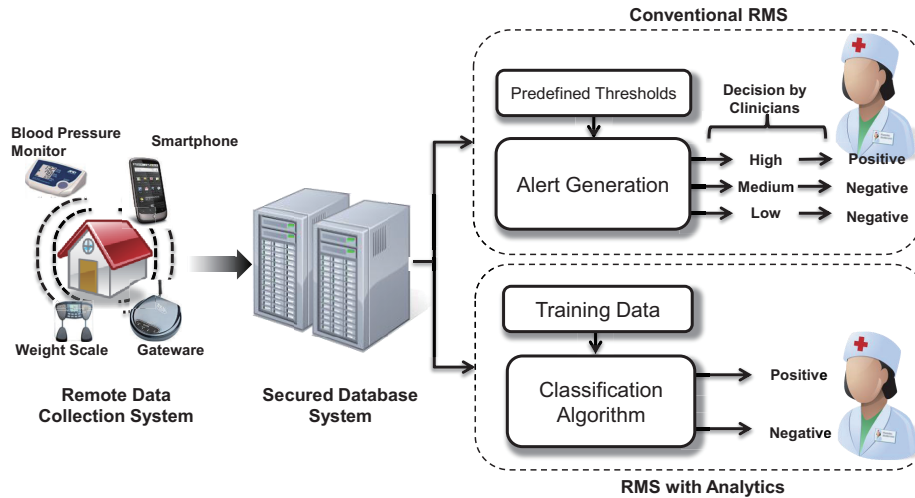 Conventional RMS
Predefined Thresholds
Decision by
Clinicians
Blood Pressure
Monitor
Smartphone
Alert Generation
High
Positive
Medium
Negative
Low
Negative
Training Data
Weight Scale
Gateware
Classification
Algorithm
Positive
Negative
Remote Data
Collection System
Secured Database
System
RMS with Analytics